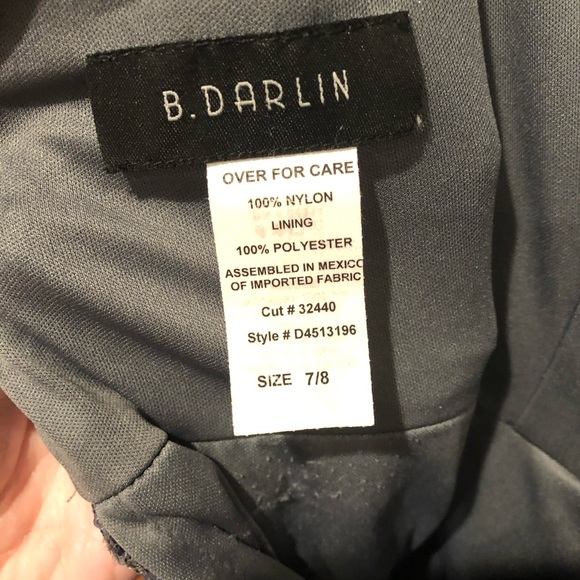 B.DARLIN
OVER FOR CARE
100% NYLON
LINING
100% POLYESTER
ASSEMBLED IN MEXICO
OF IMPORTED FABRIC
Cut # 32440
Style # D4513196
SIZE 7/8